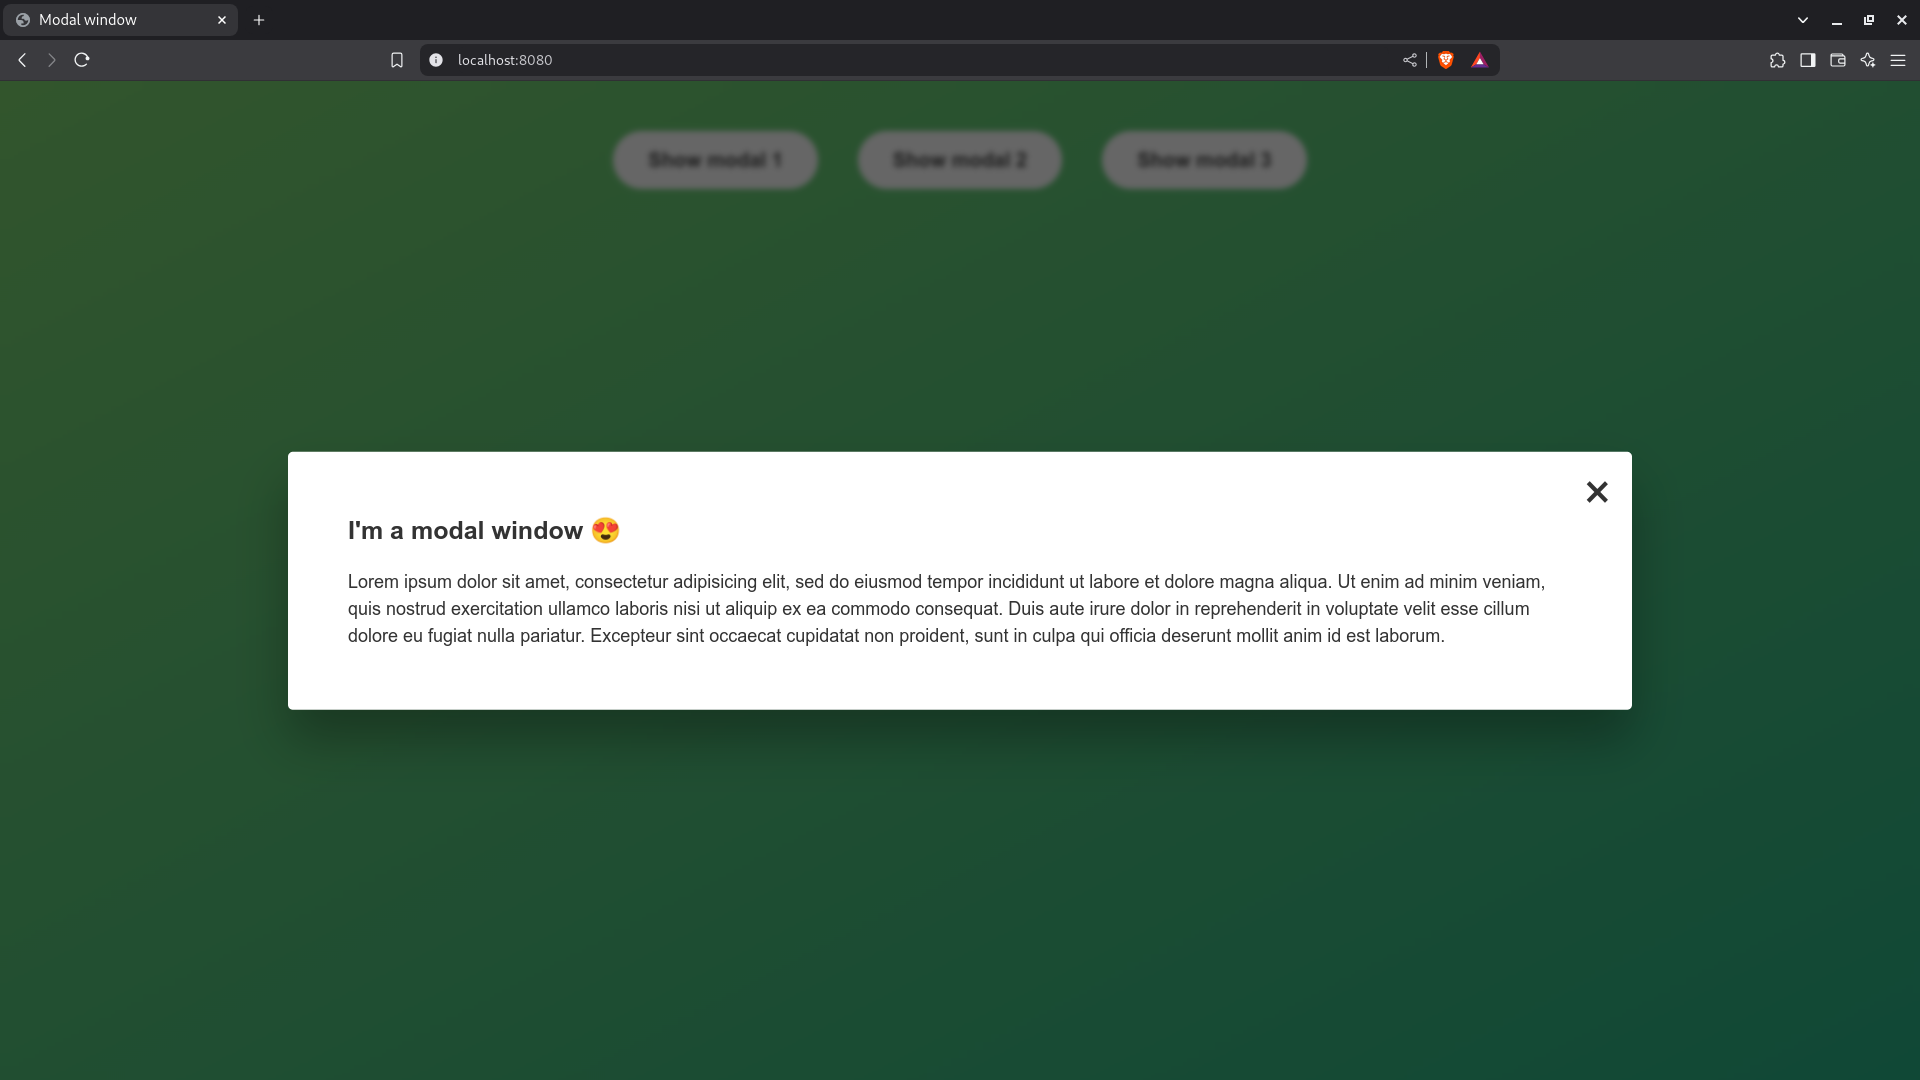 Modal window
localhost:8080
Show modal 1
Show modal 2
Show modal 3
I'm a modal window 😍
Lorem ipsum dolor sit amet, consectetur adipisicing elit, sed do eiusmod tempor incididunt ut labore et dolore magna aliqua. Ut enim ad minim veniam,
quis nostrud exercitation ullamco laboris nisi ut aliquip ex ea commodo consequat. Duis aute irure dolor in reprehenderit in voluptate velit esse cillum
dolore eu fugiat nulla pariatur. Excepteur sint occaecat cupidatat non proident, sunt in culpa qui officia deserunt mollit anim id est laborum.